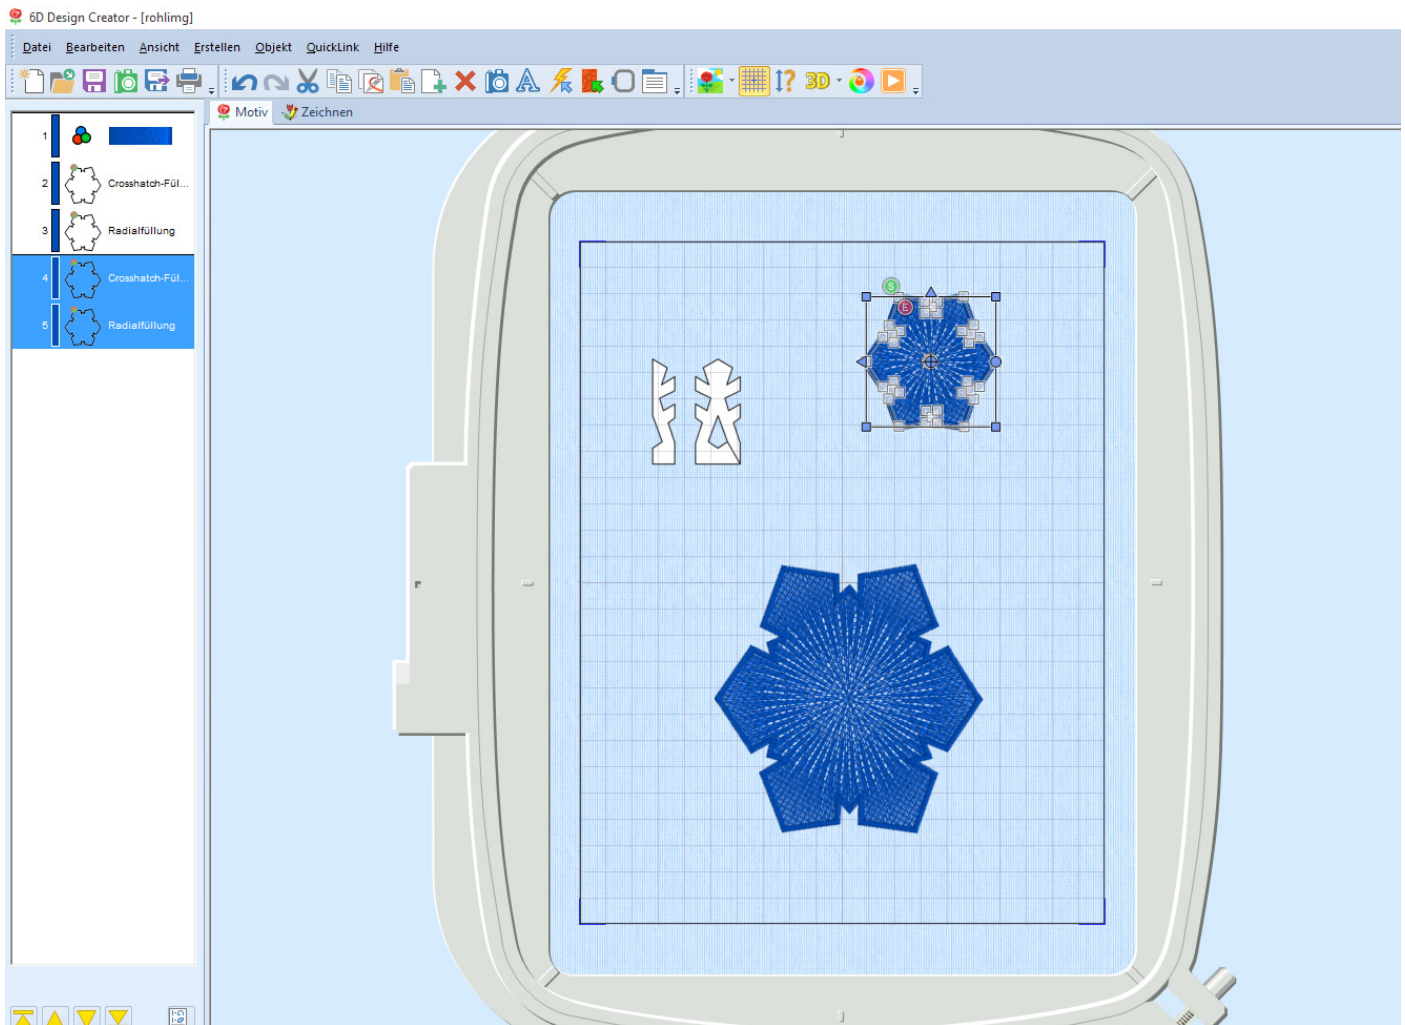 6D Design Creator - [rohlimg]
Datei Bearbeiten Ansicht Erstellen Objekt QuickLink Hilfe
3D
Motiv Zeichnen
1
2 Crosshatch-Fül...
3 Radialfüllung
4 Crosshatch-Fül...
5 Radialfüllung
S
E